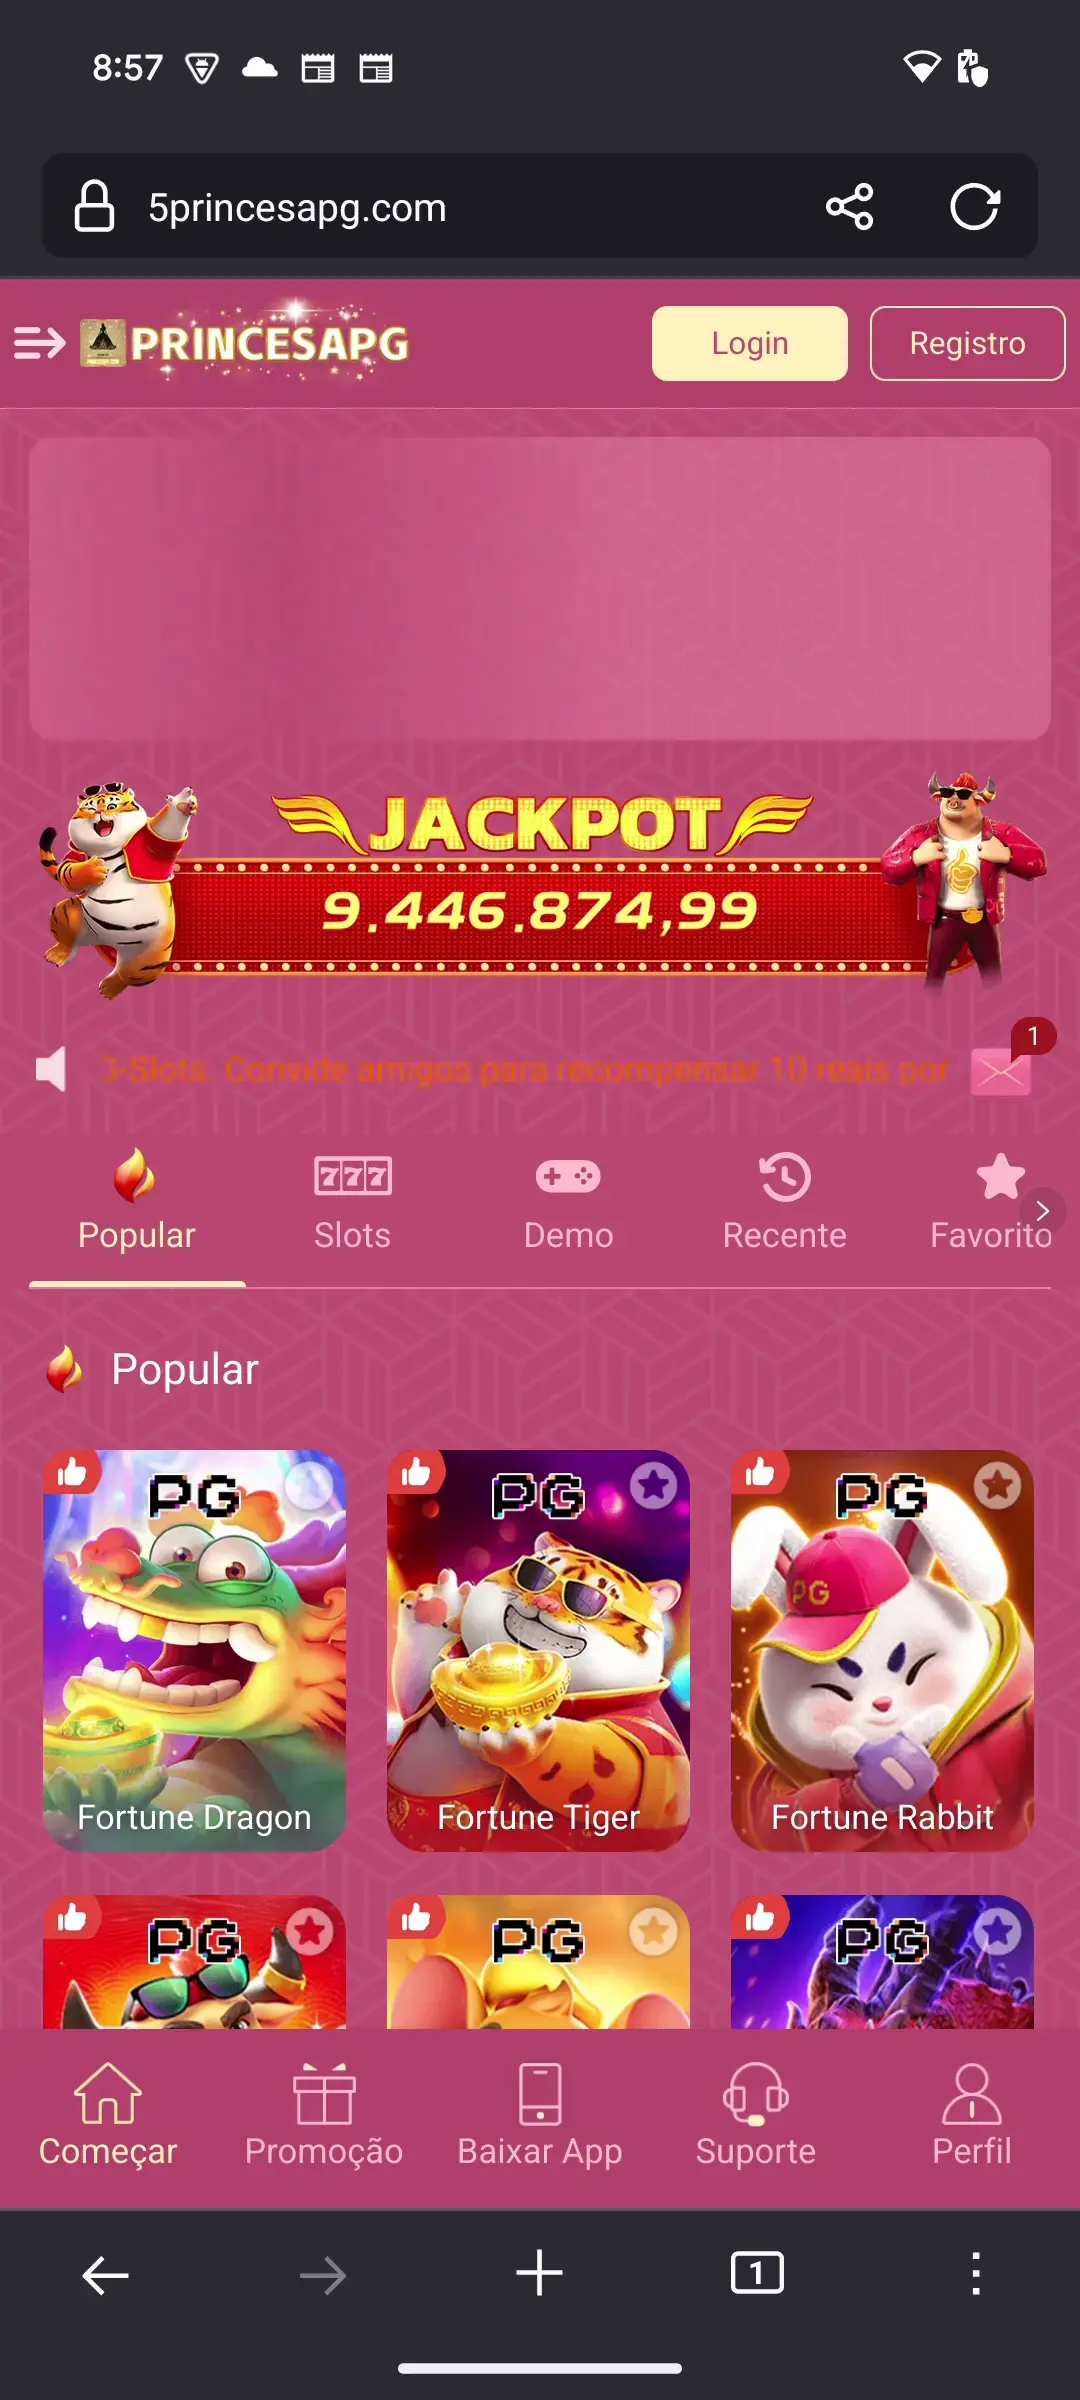 8:57
5princesapg.com
PRINCESAPG
Login
Registro
JACKPOT
9.446.874,99
3-Slots. Convide amigos para recompensar 10 reais por
1
Popular
777
Slots
Demo
Recente
Favorito
Popular
PG
PG
PG
PG
Fortune Dragon
Fortune Tiger
Fortune Rabbit
PG
PG
PG
Começar
Promoção
Baixar App
Suporte
Perfil
1